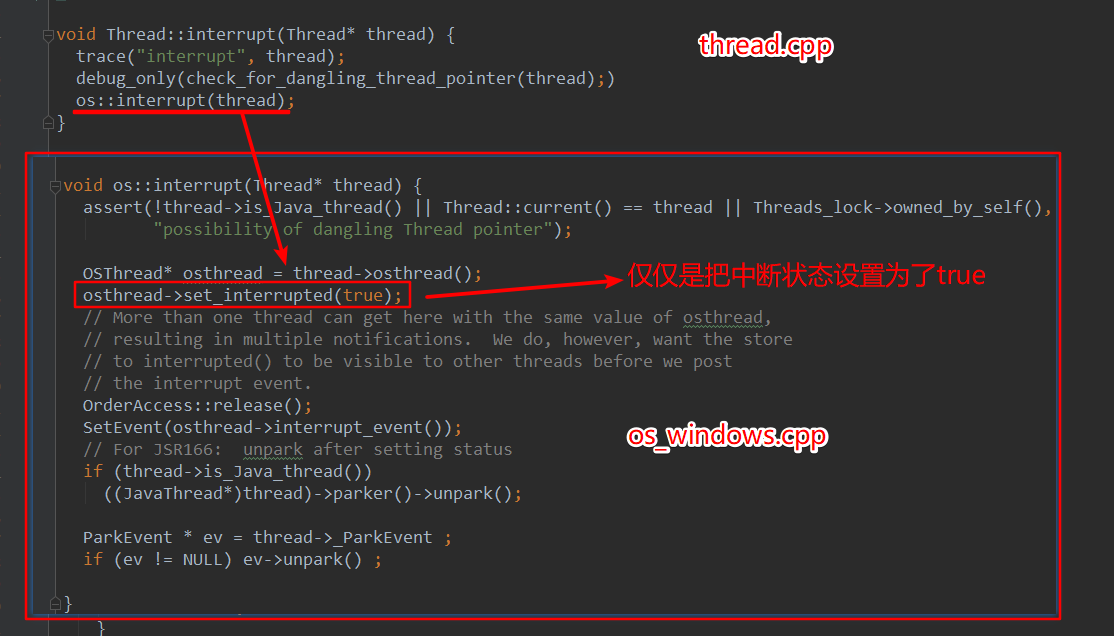 void Thread::interrupt(Thread* thread) {
thread.cpp
trace("interrupt", thread);
debug_only(check_for_dangling_thread_pointer(thread);)
os::interrupt(thread);
}
void os::interrupt(Thread* thread) {
assert(!thread->is_Java_thread() || Thread::current() == thread || Threads_lock->owned_by_self(),
"possibility of dangling Thread pointer");
OSThread* osthread = thread->osthread();
仅仅是把中断状态设置为了true
osthread->set_interrupted(true);
// More than one thread can get here with the same value of osthread,
// resulting in multiple notifications.  We do, however, want the store
// to interrupted() to be visible to other threads before we post
// the interrupt event.
OrderAccess::release();
SetEvent(osthread->interrupt_event());
os_windows.cpp
// For JSR166:  unpark after setting status
if (thread->is_Java_thread())
((JavaThread*)thread)->parker()->unpark();
ParkEvent * ev = thread->_ParkEvent ;
if (ev != NULL) ev->unpark() ;
}
}